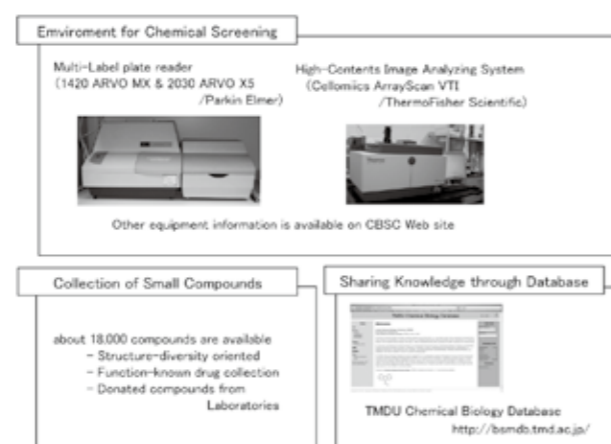 Emviroment for Chemical Screening
Multi-Label plate reader
(1420 ARVO MX & 2030 ARVO X5
/Parkin Elmer)
High-Contents Image Analyzing System
(Cellomiics ArrayScan VTI
/ThermoFisher Scientific)
Other equipment information is available on CBSC Web site
Collection of Small Compounds
about 18.000 compounds are available
- Structure-diversity oriented
- Function-known drug collection
- Donated compounds from
Laboratories
Sharing Knowledge through Database
TMDU Chemical Biology Database
http://bsmdb.tmd.ac.jp/